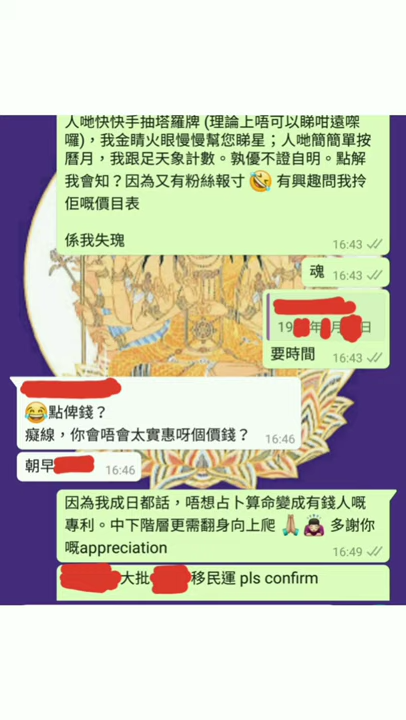 人哋快快手抽塔羅牌 (理論上唔可以睇咁遠㗎
囉)，我金睛火眼慢慢幫您睇星；人哋簡簡單按
曆月，我跟足天象計數。孰優不證自明。點解
我會知？因為又有粉絲報寸 🤣 有興趣問我拎
佢嘅價目表
係我失瑰
16:43
魂
16:43
19 年 月 日
要時間
16:43
😂點俾錢？
癡線，你會唔會太實惠呀個價錢？
16:46
朝早
16:46
因為我成日都話，唔想占卜算命變成有錢人嘅
專利。中下階層更需翻身向上爬 🙏🏼 🙇🏻‍♀️ 多謝你
嘅appreciation
16:49
大批 移民運 pls confirm